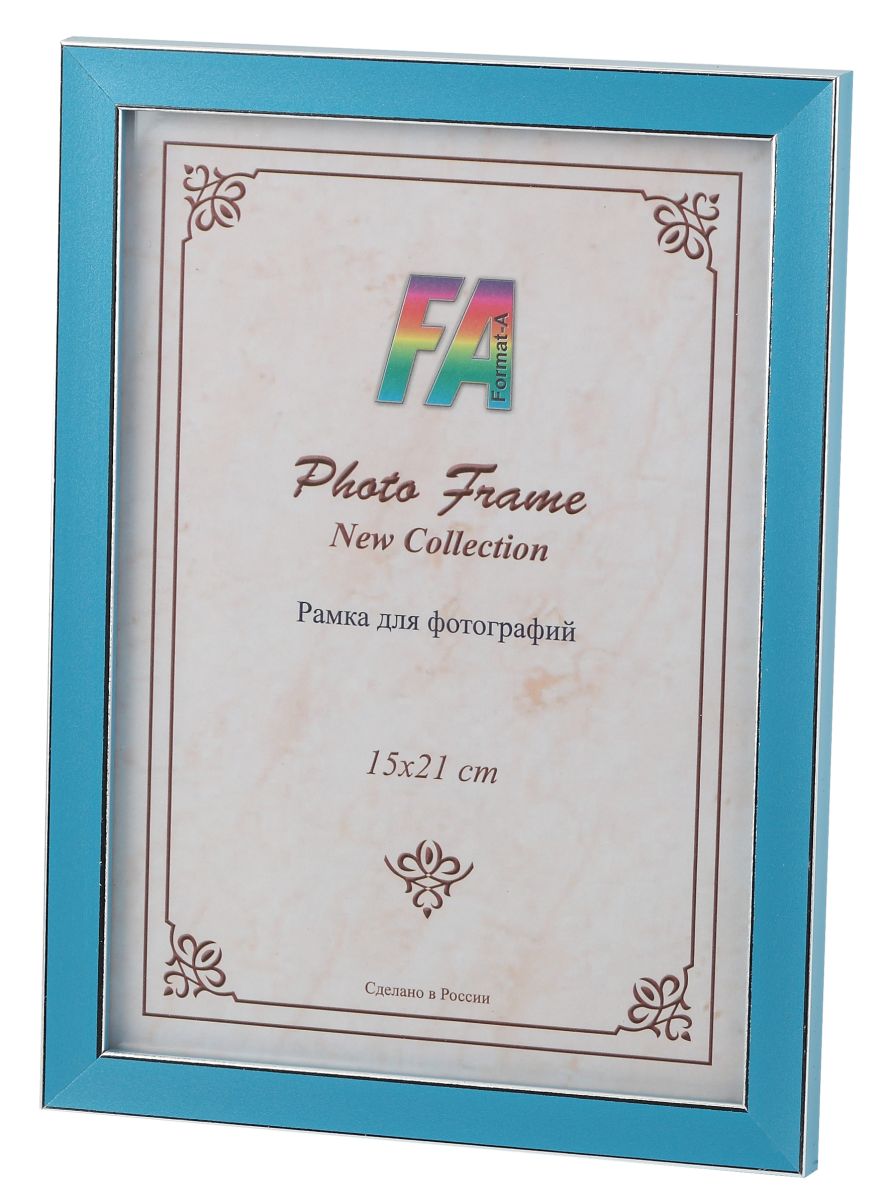 FA
Format-A
Photo Frame
New Collection
Рамка для фотографий
15x21 cm
Сделано в России